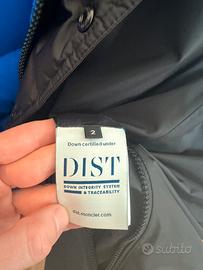 2
Down certified under
DIST
DOWN INTEGRITY SYSTEM
& TRACEABILITY
dist.moncler.com
subito